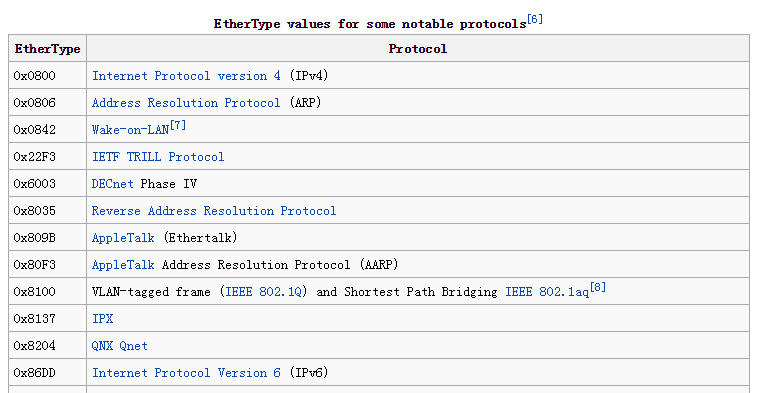 EtherType values for some notable protocols[6]
EtherType Protocol
0x0800 Internet Protocol version 4 (IPv4)
0x0806 Address Resolution Protocol (ARP)
0x0842 Wake-on-LAN[7]
0x22F3 IETF TRILL Protocol
0x6003 DECnet Phase IV
0x8035 Reverse Address Resolution Protocol
0x809B AppleTalk (Ethertalk)
0x80F3 AppleTalk Address Resolution Protocol (AARP)
0x8100 VLAN-tagged frame (IEEE 802.1Q) and Shortest Path Bridging IEEE 802.1aq[8]
0x8137 IPX
0x8204 QNX Qnet
0x86DD Internet Protocol Version 6 (IPv6)